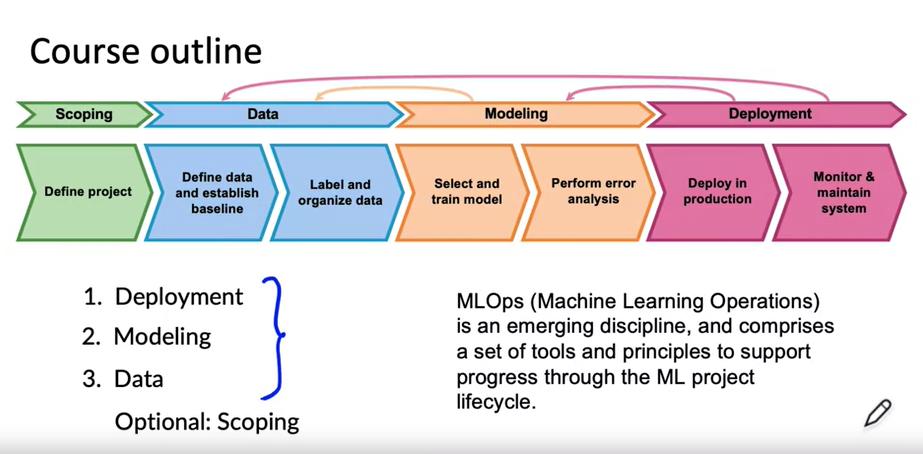 Course outline
Scoping
Data
Modeling
Deployment
Define project
Define data
and establish
baseline
Label and
organize data
Select and
train model
Perform error
analysis
Deploy in
production
Monitor &
maintain
system
1. Deployment
2. Modeling
3. Data
Optional: Scoping
MLOps (Machine Learning Operations)
is an emerging discipline, and comprises
a set of tools and principles to support
progress through the ML project
lifecycle.